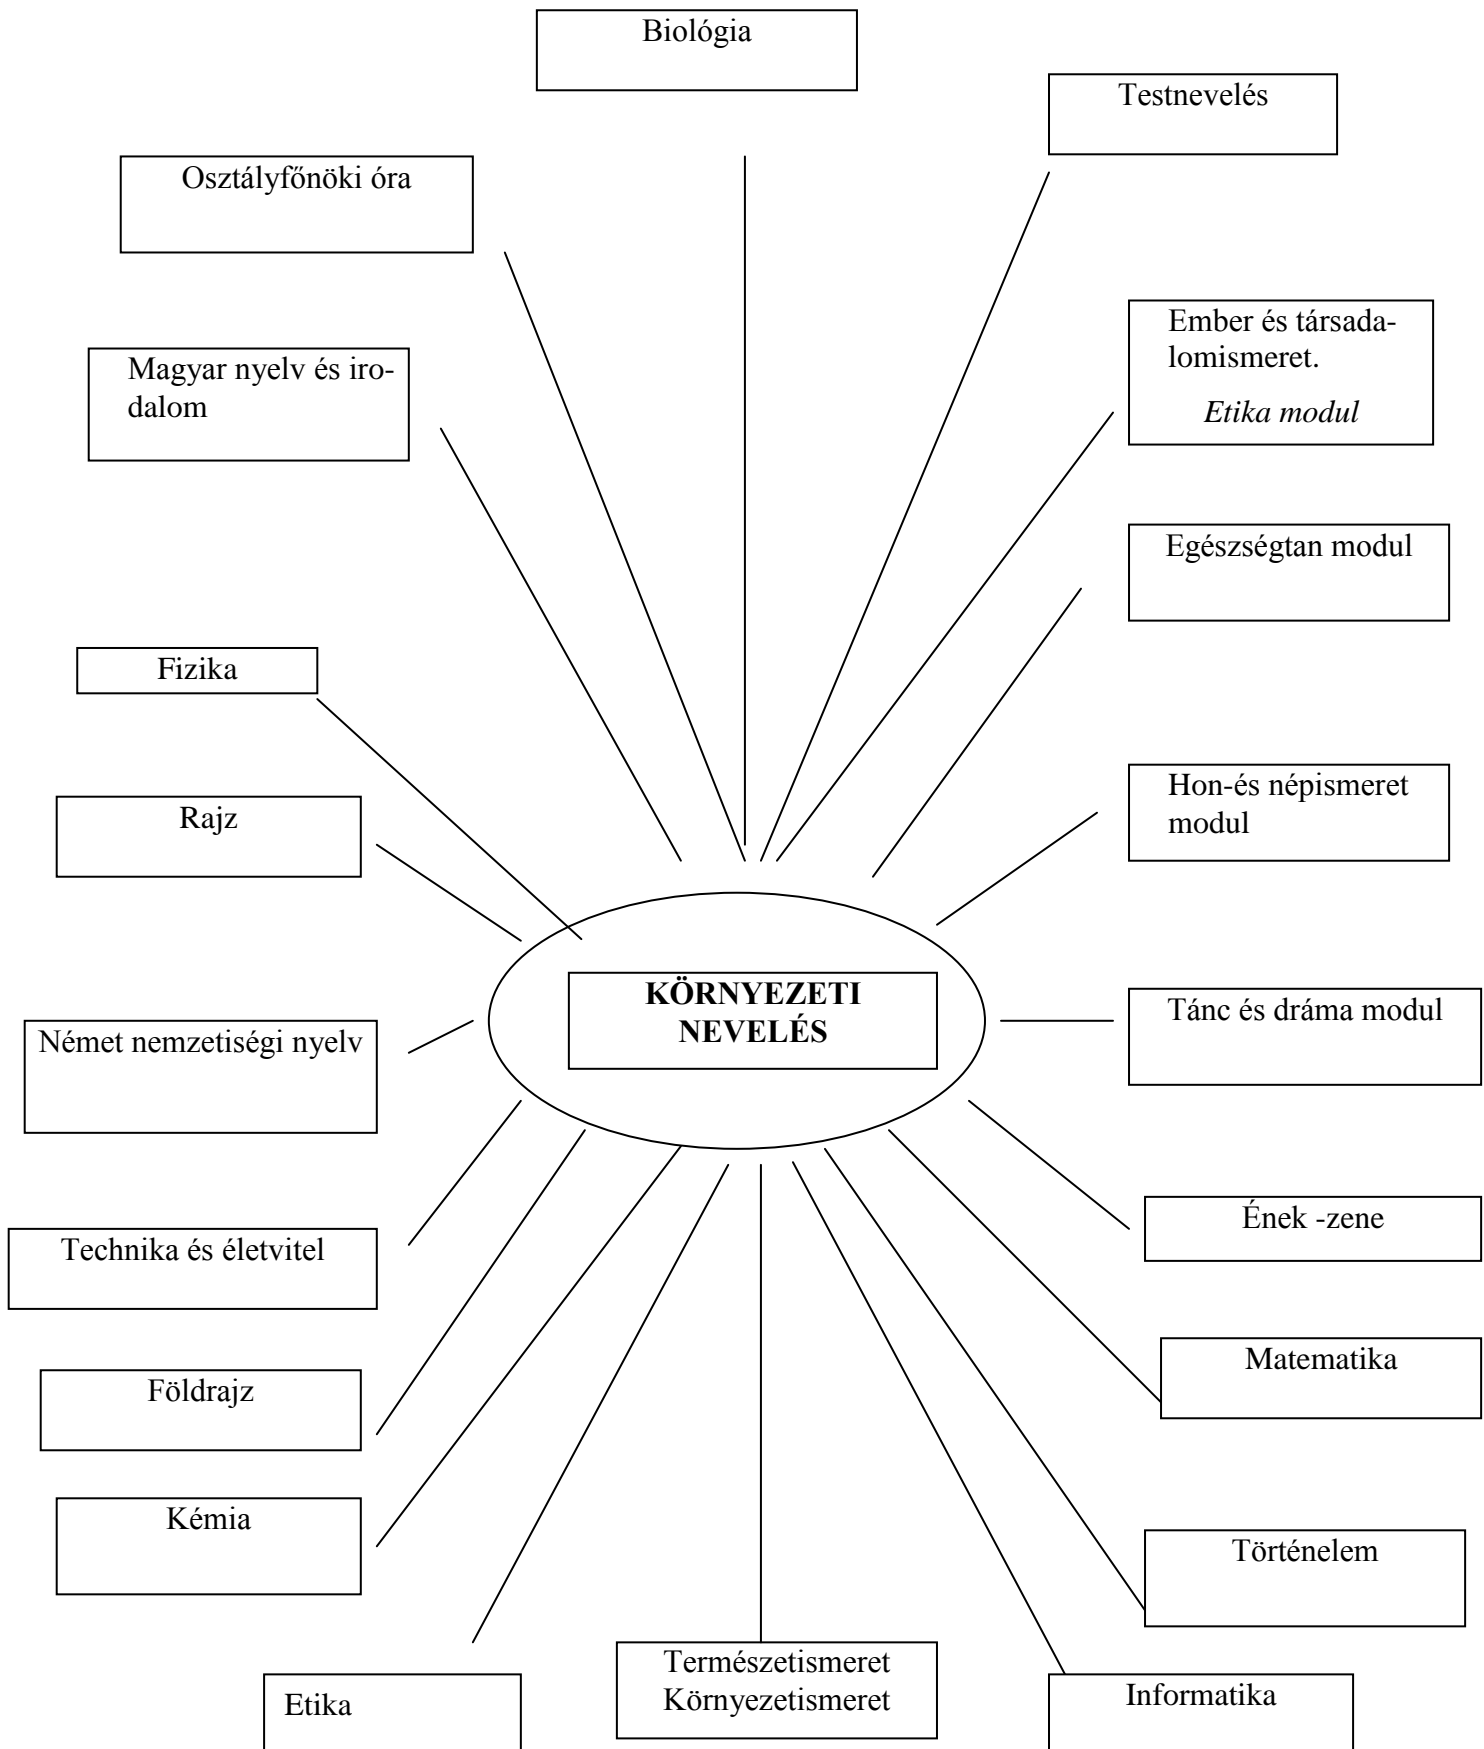 Biológia
Testnevelés
Osztályfőnöki óra
Ember és társada-
lomismeret.
Etika modul
Magyar nyelv és iro-
dalom
Egészségtan modul
Fizika
Hon-és népismeret
modul
Rajz
KÖRNYEZETI
NEVELÉS
Tánc és dráma modul
Német nemzetiségi nyelv
Ének -zene
Technika és életvitel
Matematika
Földrajz
Kémia
Történelem
Természetismeret
Környezetismeret
Etika
Informatika